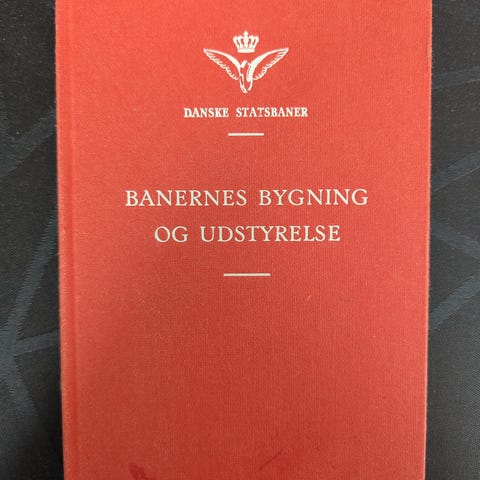 DANSKE STATSBANER
BANERNES BYGNING
OG UDSTYRELSE